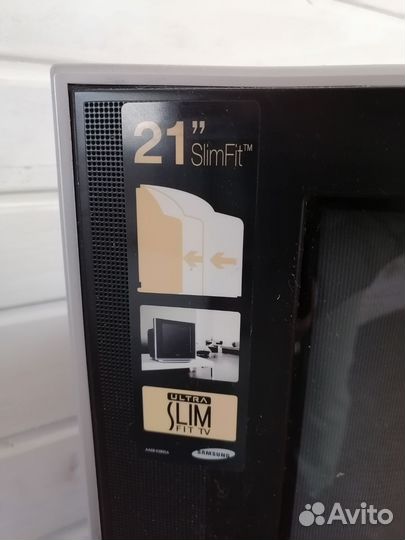 21”
SlimFit™
ULTRA
SLIM
FIT TV
SAMSUNG
Avito